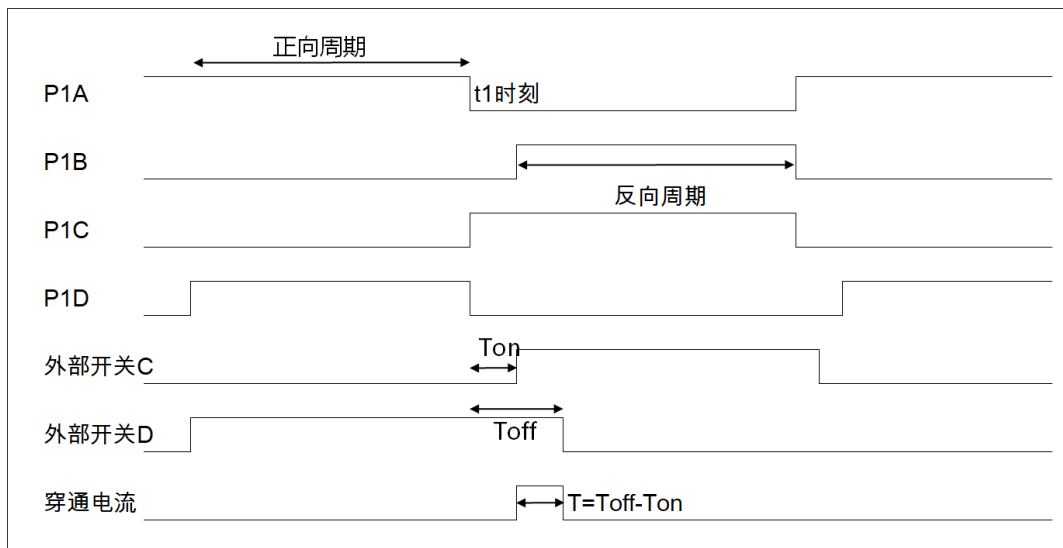 正向周期
P1A
t1时刻
P1B
反向周期
P1C
P1D
Ton
外部开关C
外部开关D
Toff
穿通电流
T=Toff-Ton